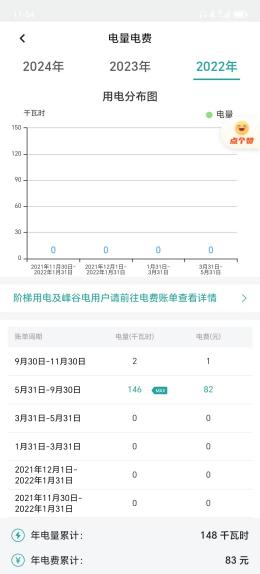 11:54
电量电费
2024年 2023年 2022年
用电分布图
千瓦时 电量
点个赞
150
120
90
60
30
0
0 0 0 0
2021年11月30日- 2021年12月1日- 1月31日- 3月31日-
2022年1月31日 2022年1月31日 3月31日 5月31日
阶梯用电及峰谷电用户请前往电费账单查看详情
账单周期 电量(千瓦时) 电费(元)
9月30日-11月30日 2 1
5月31日-9月30日 146 MAX 82
3月31日-5月31日 0 0
1月31日-3月31日 0 0
2021年12月1日-
2022年1月31日 0 0
2021年11月30日-
2022年1月31日 0 0
年电量累计: 148 千瓦时
¥ 年电费累计: 83 元